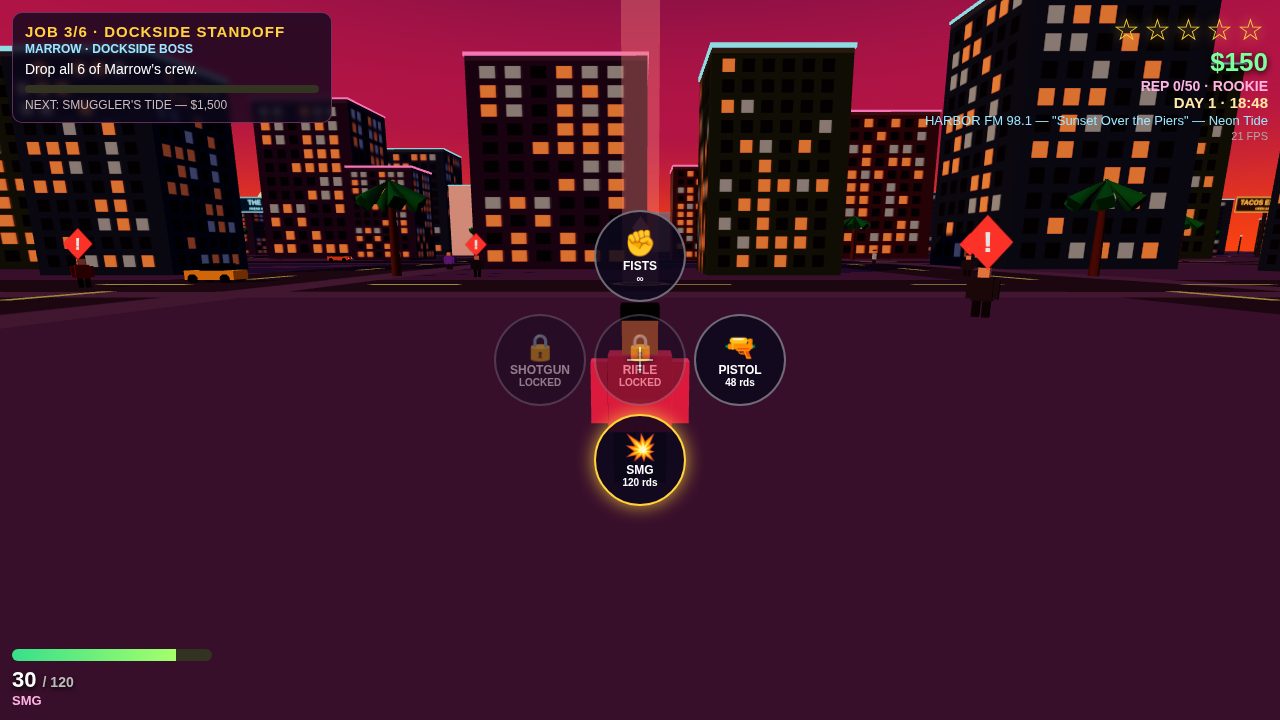 JOB 3/6 · DOCKSIDE STANDOFF
MARROW · DOCKSIDE BOSS
Drop all 6 of Marrow's crew.
NEXT: SMUGGLER'S TIDE — $1,500
$150
REP 0/50 · ROOKIE
DAY 1 · 18:48
HARBOR FM 98.1 — "Sunset Over the Piers" — Neon Tide
21 FPS
THE
TACOS E
!
!
!
FISTS
∞
SHOTGUN
LOCKED
RIFLE
LOCKED
PISTOL
48 rds
SMG
120 rds
30 / 120
SMG